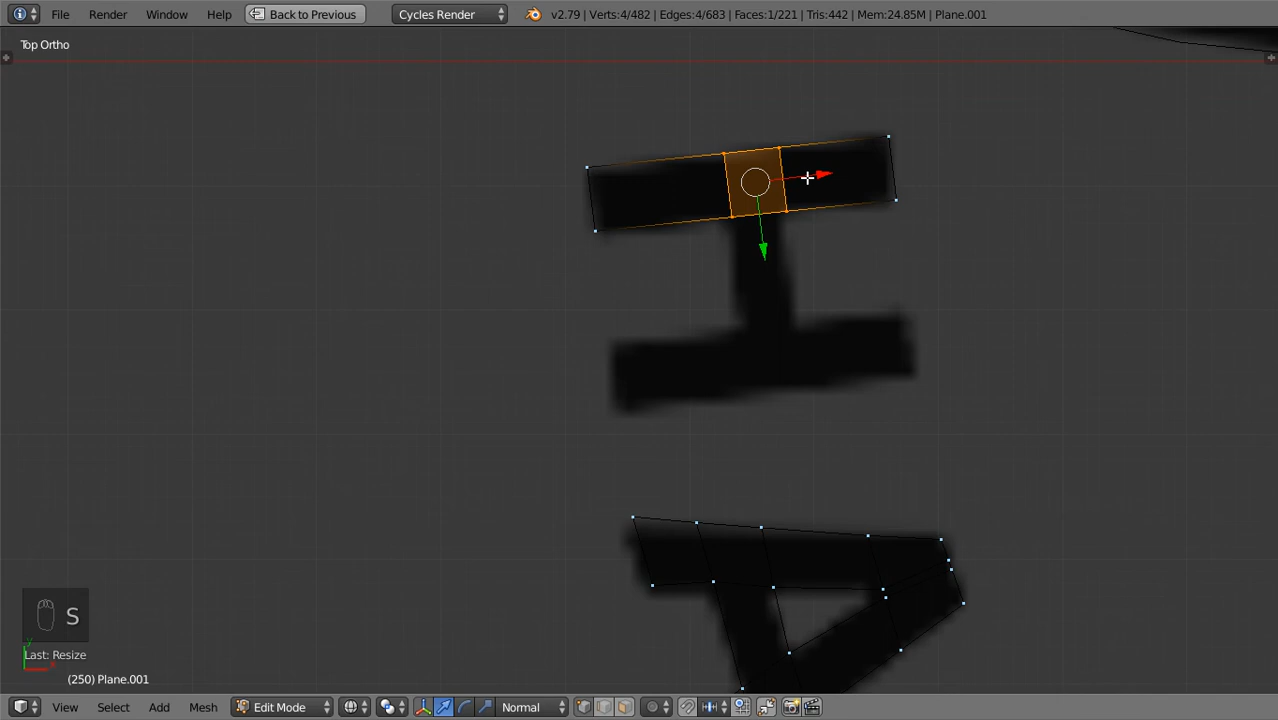 File Render Window Help Back to Previous Cycles Render v2.79 | Verts:4/482 | Edges:4/683 | Faces:1/221 | Tris:442 | Mem:24.85M | Plane.001
Top Ortho
S
y
Last: Resize
x
(250) Plane.001
View Select Add Mesh Edit Mode Normal